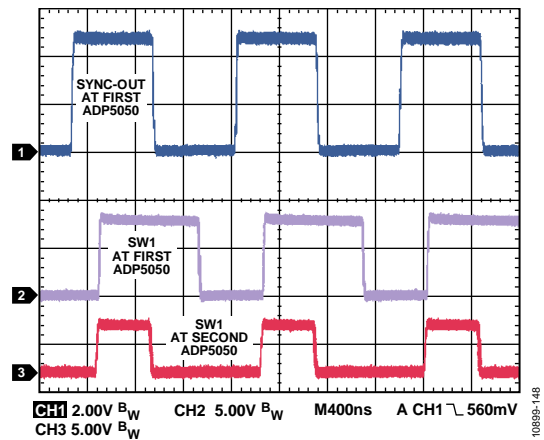 SYNC-OUT
AT FIRST
ADP5050
1
SW1
AT FIRST
ADP5050
2
SW1
AT SECOND
ADP5050
3
CH1 2.00V BW CH2 5.00V BW M400ns A CH1 560mV
CH3 5.00V BW
10899-148